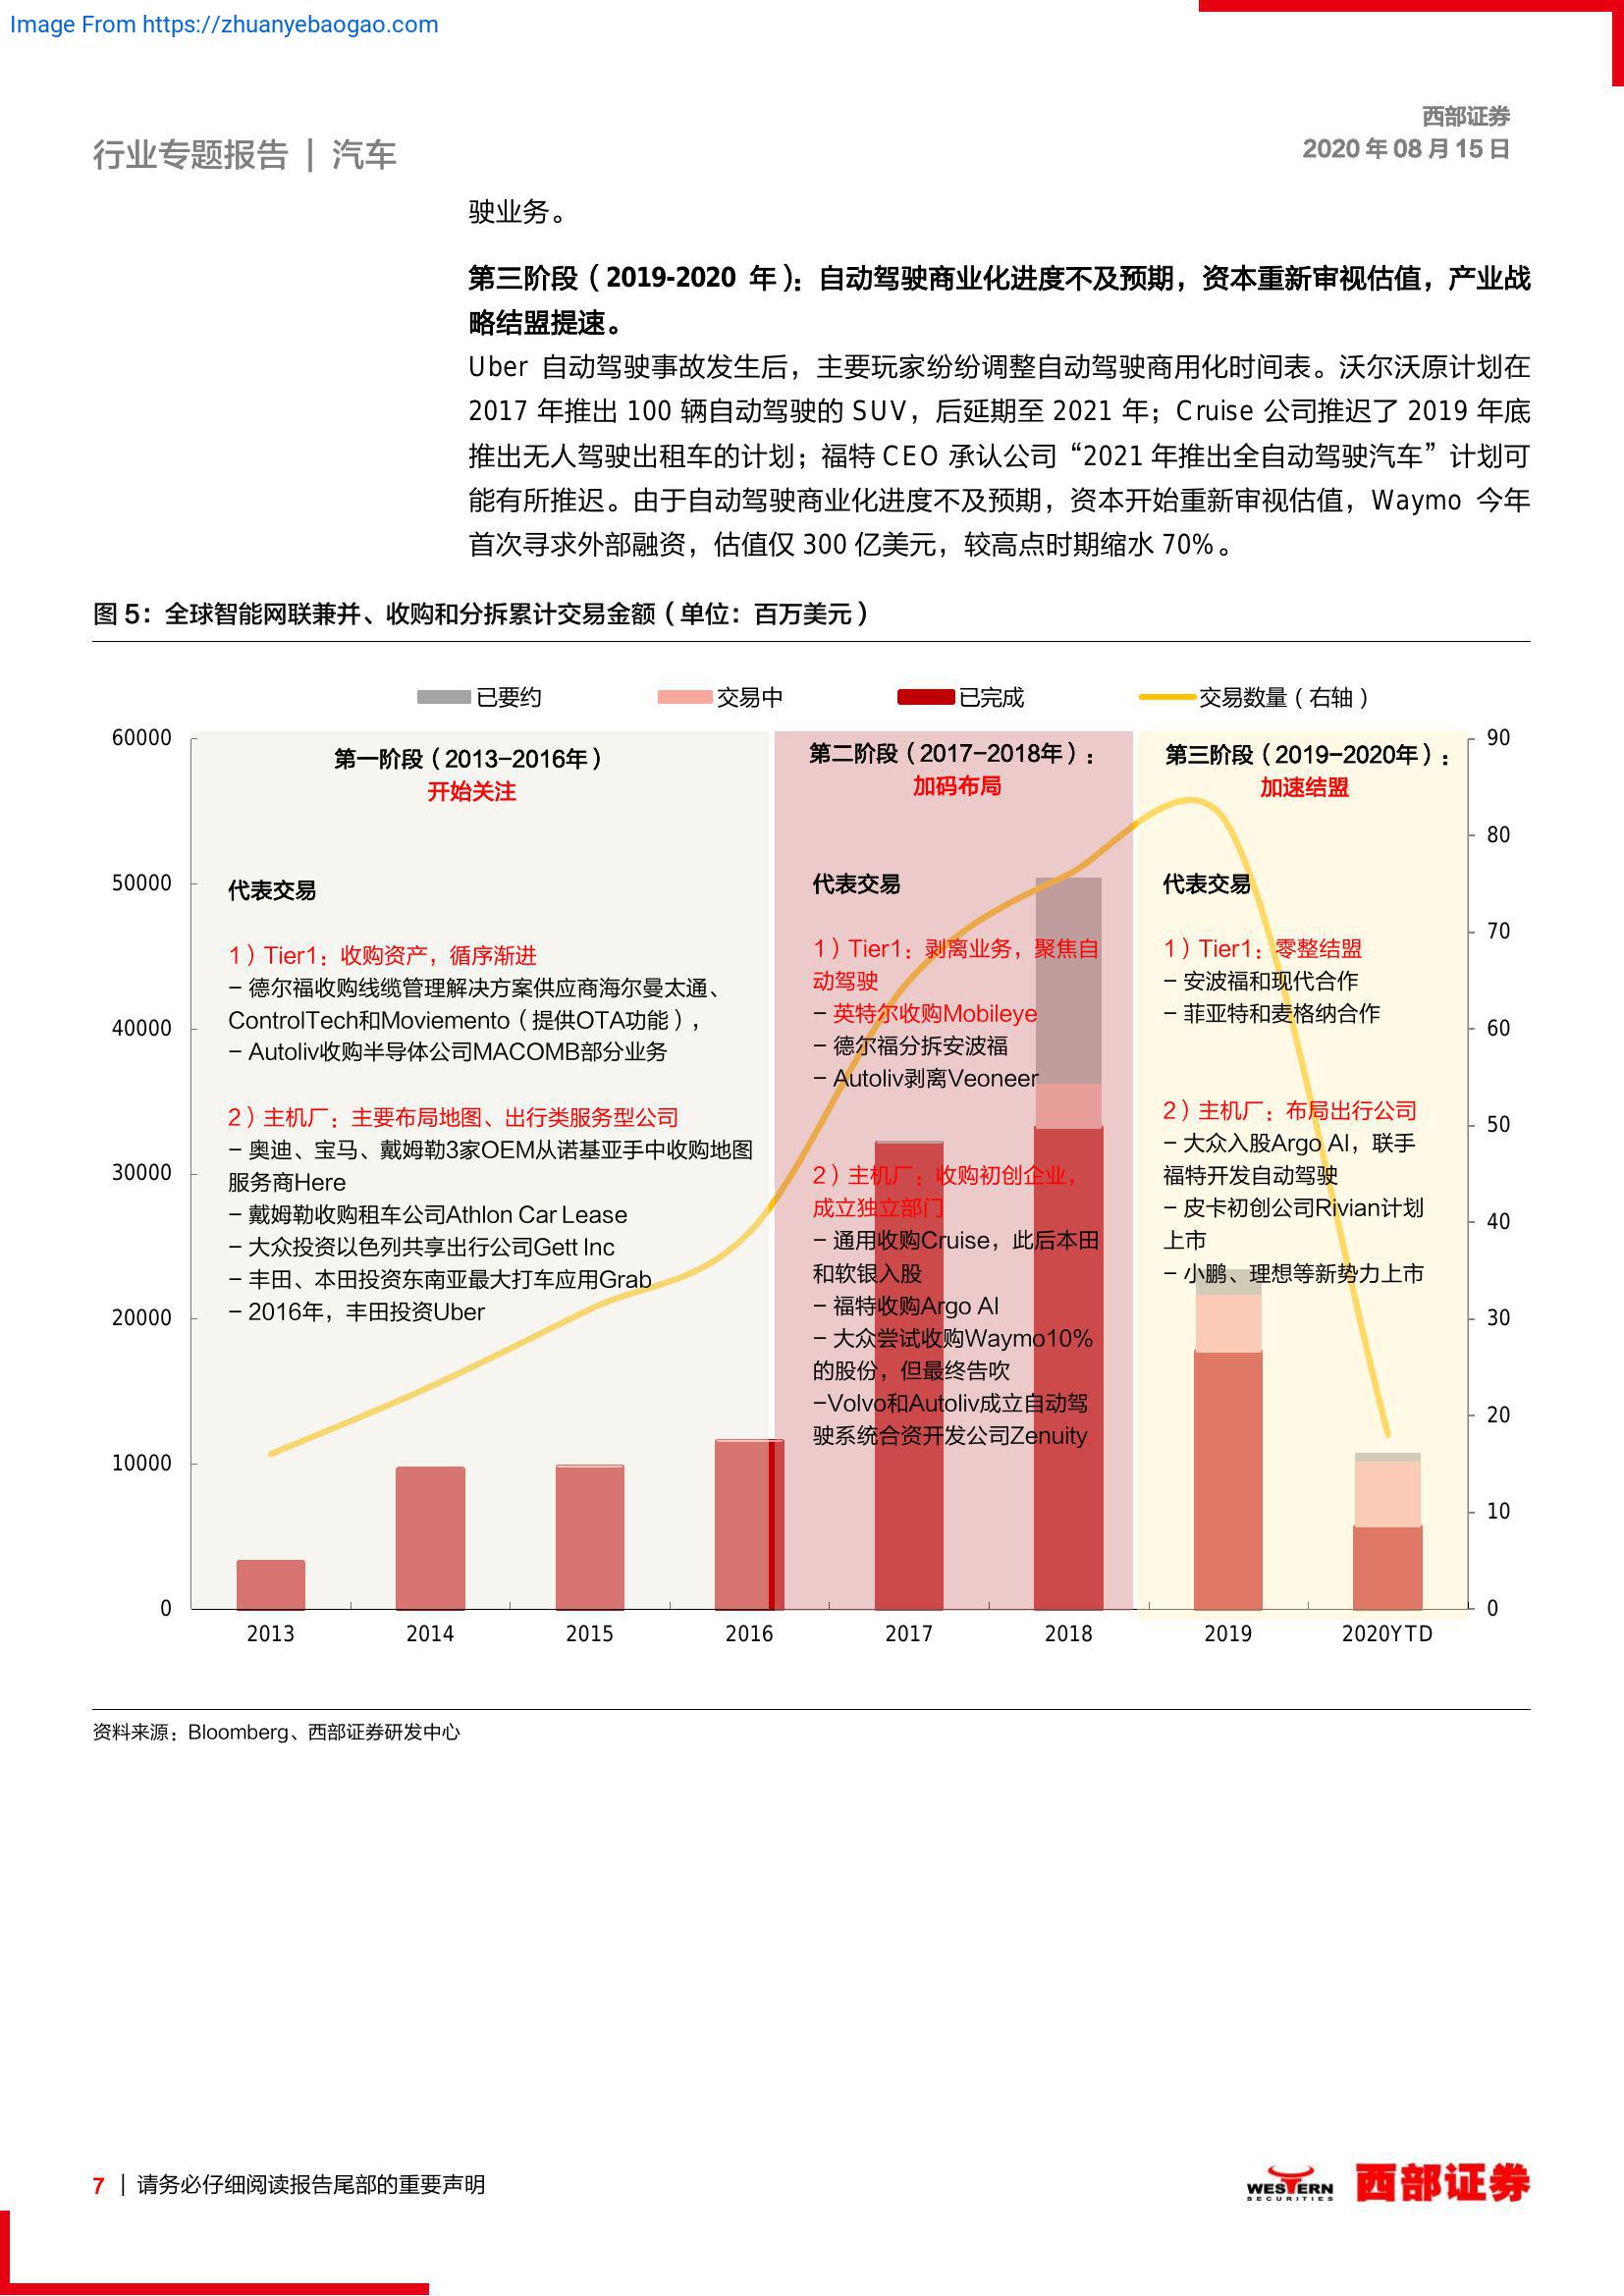 Image From https://zhuanyebaogao.com
西部证券
行业专题报告 | 汽车
2020 年 08 月 15 日
驶业务。
第三阶段（2019-2020 年）：自动驾驶商业化进度不及预期，资本重新审视估值，产业战
略结盟提速。
Uber 自动驾驶事故发生后，主要玩家纷纷调整自动驾驶商用化时间表。沃尔沃原计划在
2017 年推出 100 辆自动驾驶的 SUV，后延期至 2021 年；Cruise 公司推迟了 2019 年底
推出无人驾驶出租车的计划；福特 CEO 承认公司“2021 年推出全自动驾驶汽车”计划可
能有所推迟。由于自动驾驶商业化进度不及预期，资本开始重新审视估值，Waymo 今年
首次寻求外部融资，估值仅 300 亿美元，较高点时期缩水 70%。
图 5：全球智能网联兼并、收购和分拆累计交易金额（单位：百万美元）
已要约 交易中 已完成 交易数量（右轴）
60000
50000
40000
30000
20000
10000
0
第一阶段（2013-2016年）
开始关注
代表交易
1）Tier1：收购资产，循序渐进
- 德尔福收购线缆管理解决方案供应商海尔曼太通、
ControlTech和Moviemento（提供OTA功能），
- Autoliv收购半导体公司MACOMB部分业务
2）主机厂：主要布局地图、出行类服务型公司
- 奥迪、宝马、戴姆勒3家OEM从诺基亚手中收购地图
服务商Here
- 戴姆勒收购租车公司Athlon Car Lease
- 大众投资以色列共享出行公司Gett Inc
- 丰田、本田投资东南亚最大打车应用Grab
- 2016年，丰田投资Uber
第二阶段（2017-2018年）：
加码布局
代表交易
1）Tier1：剥离业务，聚焦自
动驾驶
- 英特尔收购Mobileye
- 德尔福分拆安波福
- Autoliv剥离Veoneer
2）主机厂：收购初创企业，
成立独立部门
- 通用收购Cruise，此后本田
和软银入股
- 福特收购Argo AI
- 大众尝试收购Waymo10%
的股份，但最终告吹
-Volvo和Autoliv成立自动驾
驶系统合资开发公司Zenuity
第三阶段（2019-2020年）：
加速结盟
代表交易
1）Tier1：零整结盟
- 安波福和现代合作
- 菲亚特和麦格纳合作
2）主机厂：布局出行公司
- 大众入股Argo AI，联手
福特开发自动驾驶
- 皮卡初创公司Rivian计划
上市
- 小鹏、理想等新势力上市
90
80
70
60
50
40
30
20
10
0
2013 2014 2015 2016 2017 2018 2019 2020YTD
资料来源：Bloomberg、西部证券研发中心
7 | 请务必仔细阅读报告尾部的重要声明
WESTERN
SECURITIES
西部证券